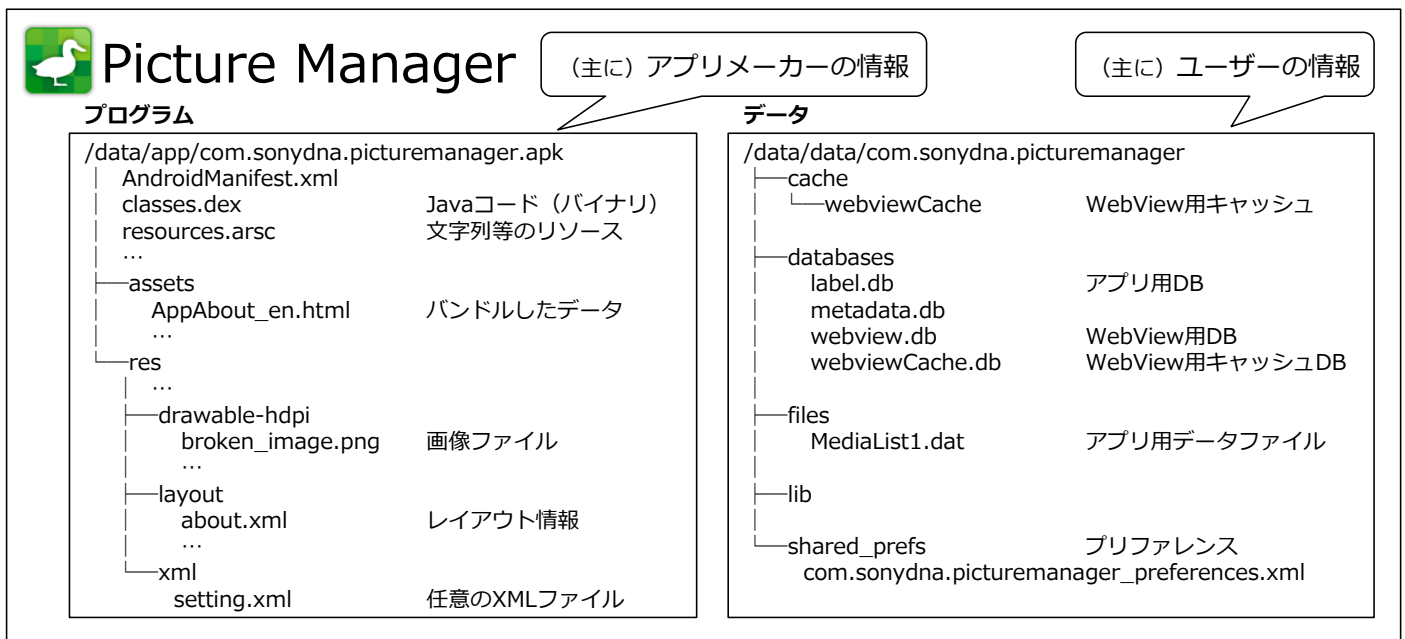 Picture Manager
（主に）アプリメーカーの情報
（主に）ユーザーの情報
プログラム
/data/app/com.sonydna.picturemanager.apk
AndroidManifest.xml
classes.dex Javaコード（バイナリ）
resources.arsc 文字列等のリソース
…
assets
AppAbout_en.html バンドルしたデータ
…
res
…
drawable-hdpi
broken_image.png 画像ファイル
…
layout
about.xml レイアウト情報
…
xml
setting.xml 任意のXMLファイル
データ
/data/data/com.sonydna.picturemanager
cache
webviewCache WebView用キャッシュ
databases
label.db アプリ用DB
metadata.db
webview.db WebView用DB
webviewCache.db WebView用キャッシュDB
files
MediaList1.dat アプリ用データファイル
lib
shared_prefs プリファレンス
com.sonydna.picturemanager_preferences.xml